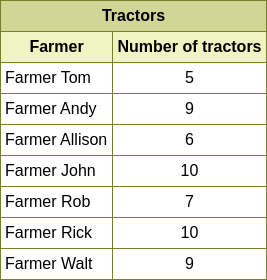 Tractors
Farmer Number of tractors
Farmer Tom 5
Farmer Andy 9
Farmer Allison 6
Farmer John 10
Farmer Rob 7
Farmer Rick 10
Farmer Walt 9